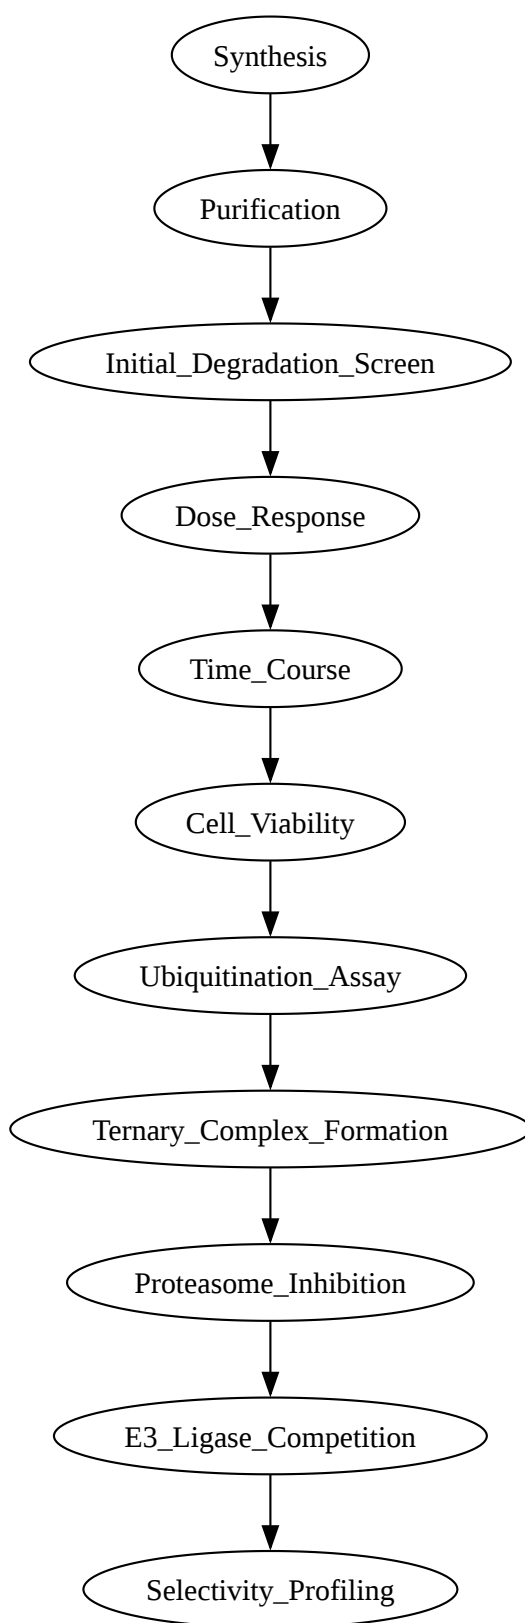 Synthesis
Purification
Initial_Degradation_Screen
Dose_Response
Time_Course
Cell_Viability
Ubiquitination_Assay
Ternary_Complex_Formation
Proteasome_Inhibition
E3_Ligase_Competition
Selectivity_Profiling